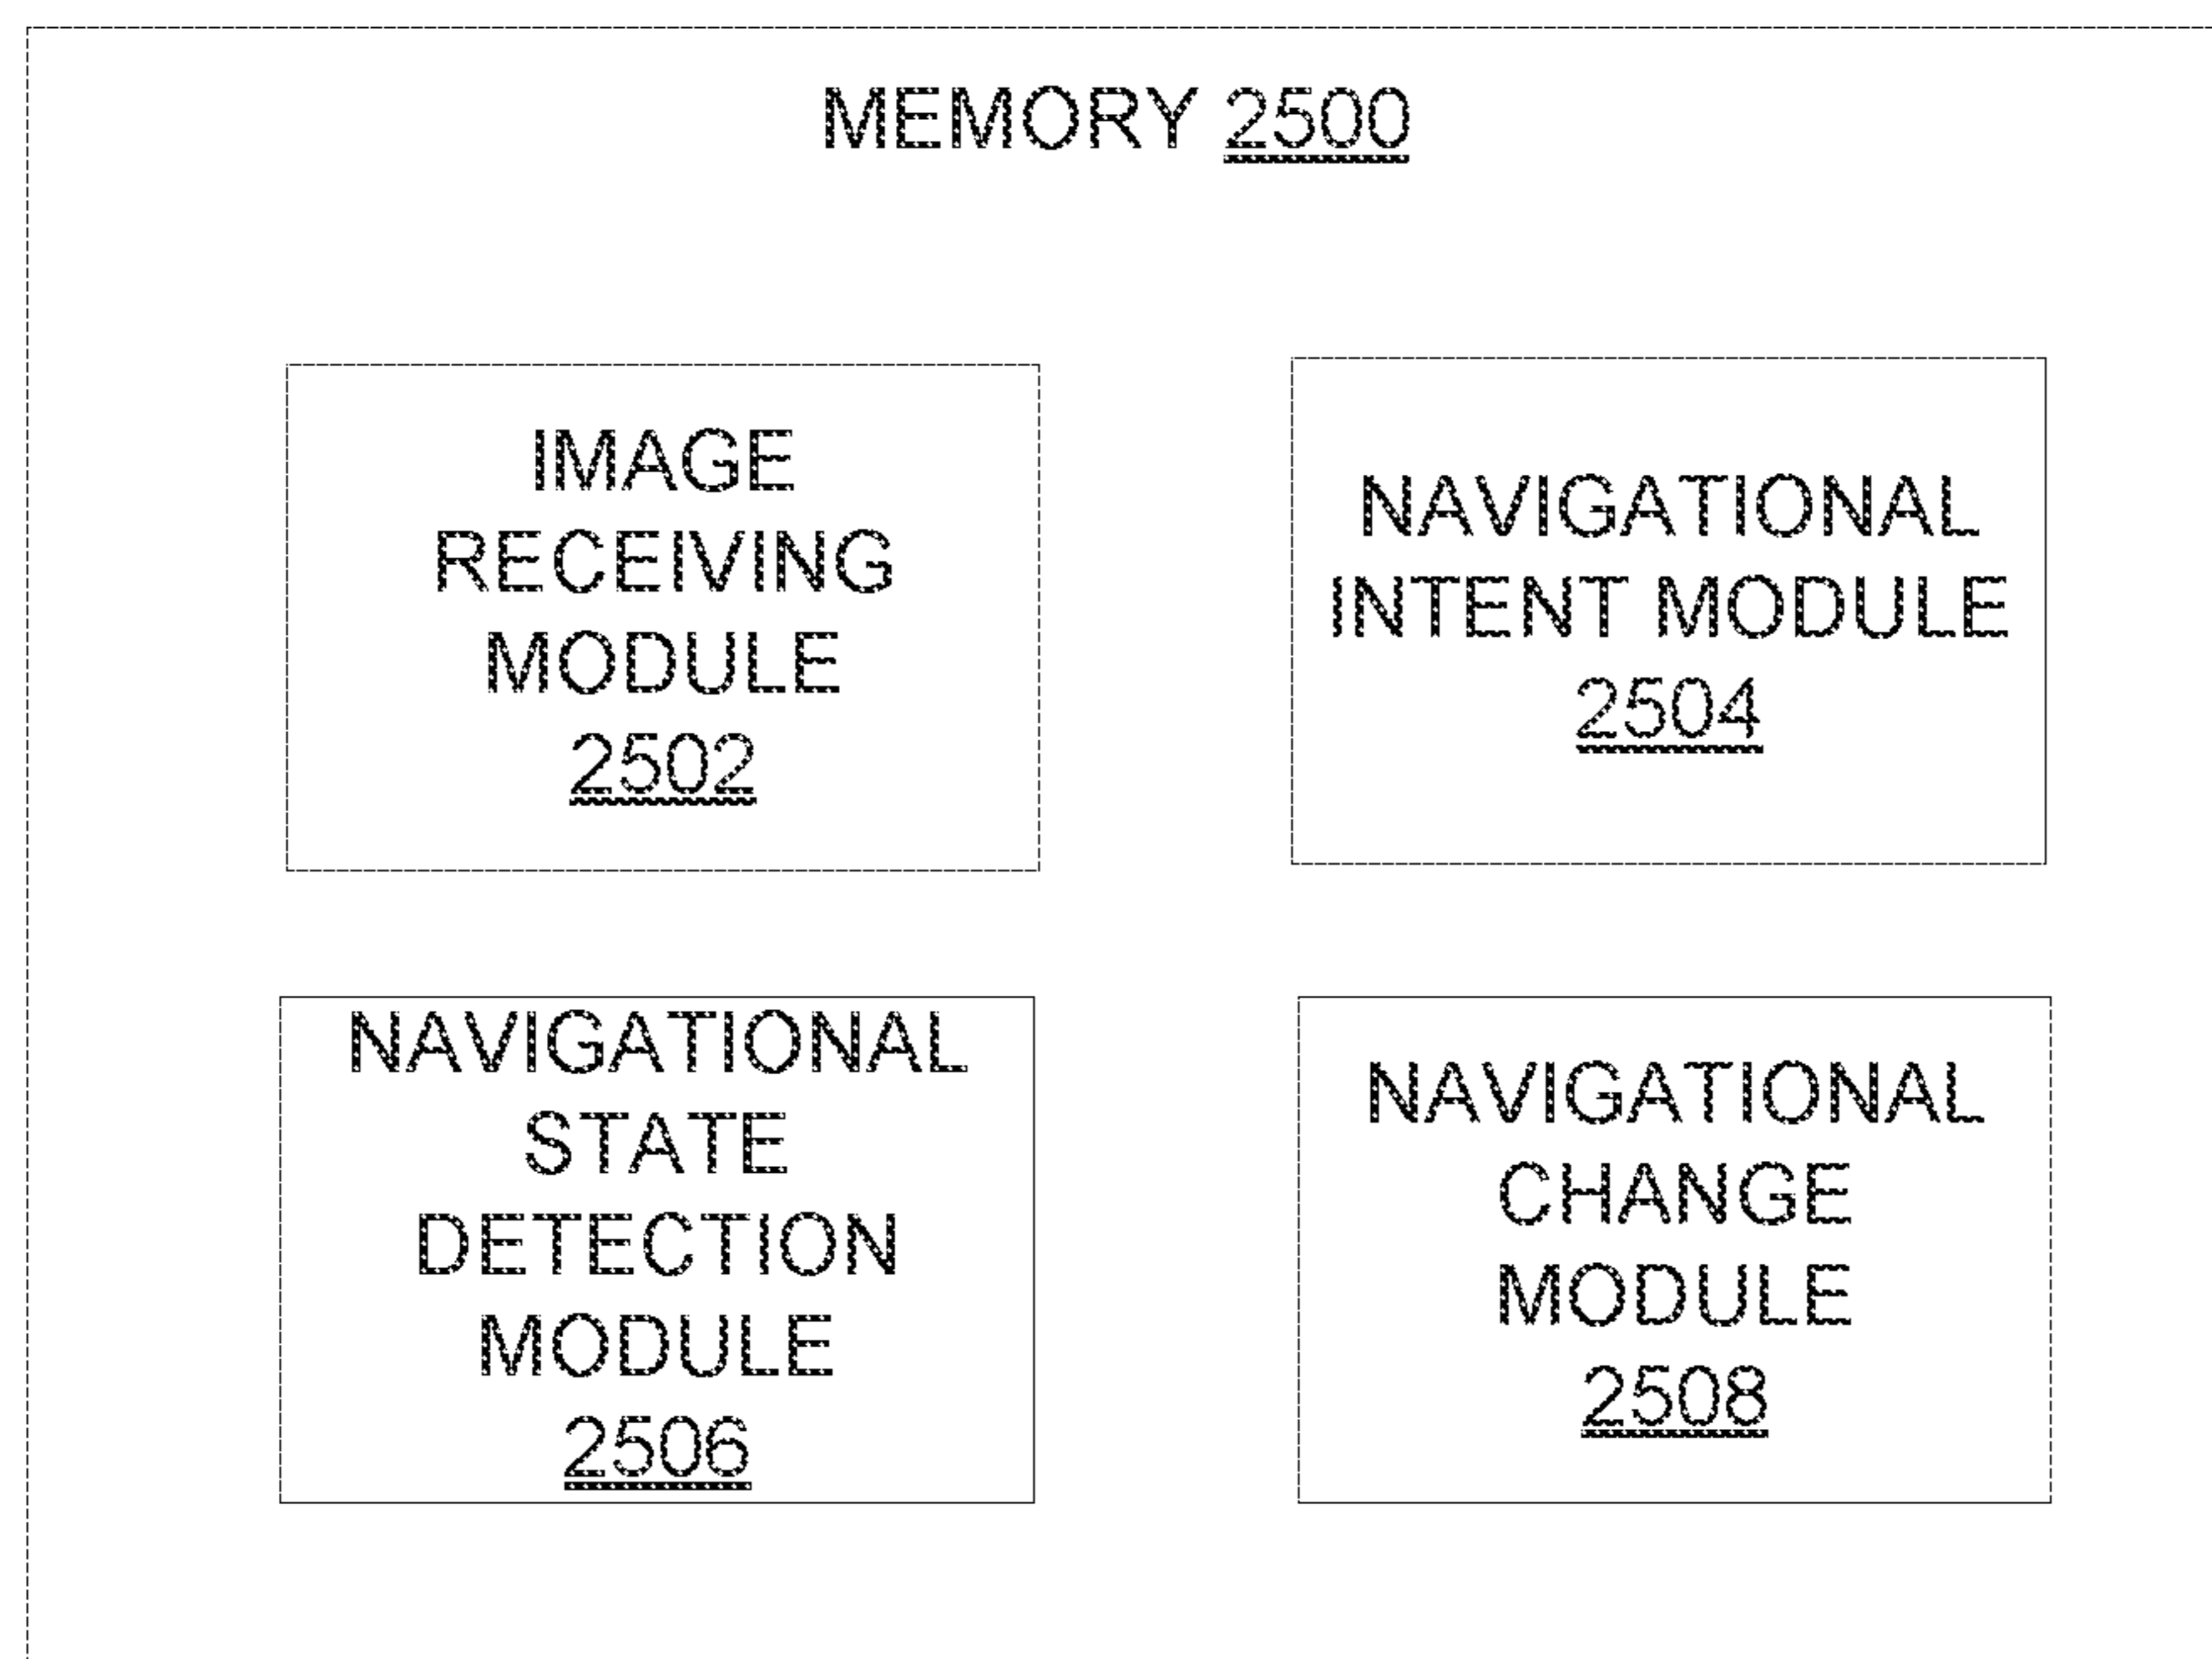 MEMORY 2500
IMAGE
RECEIVING
MODULE
2502
NAVIGATIONAL
INTENT MODULE
2504
NAVIGATIONAL
STATE
DETECTION
MODULE
2506
NAVIGATIONAL
CHANGE
MODULE
2508